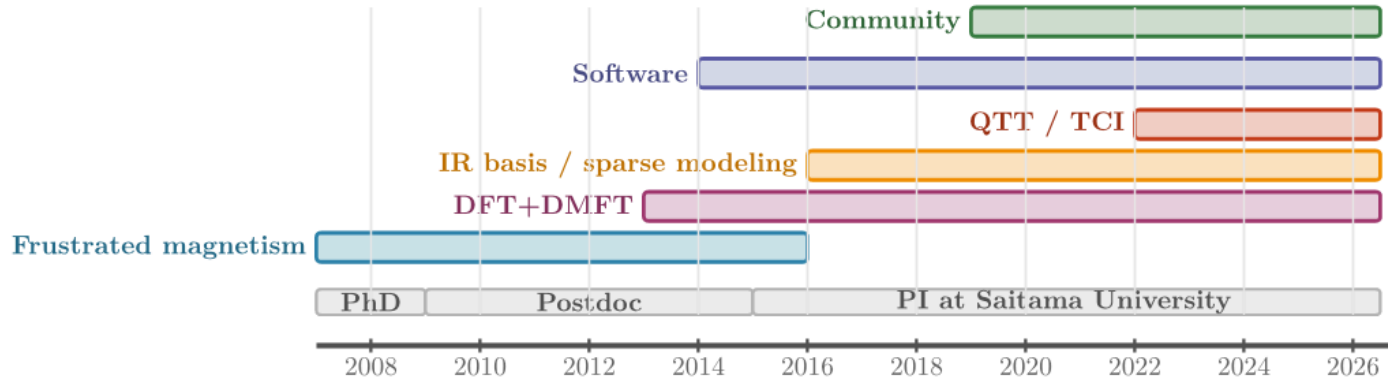 Community
Software
QTT / TCI
IR basis / sparse modeling
DFT+DMFT
Frustrated magnetism
PhD Postdoc PI at Saitama University
2008 2010 2012 2014 2016 2018 2020 2022 2024 2026